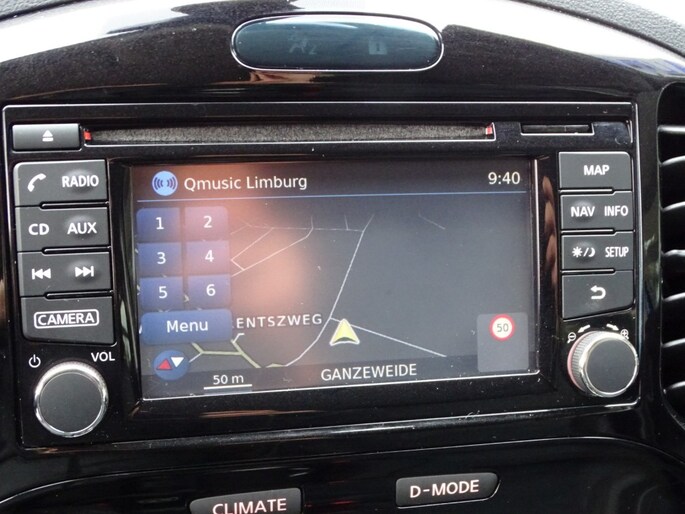 RADIO
CD AUX
CAMERA
VOL
Qmusic Limburg 9:40
1 2
3 4
5 6
Menu
LENTSZWEG
50
50 m
GANZEWEIDE
MAP
NAV INFO
SETUP
CLIMATE
D-MODE